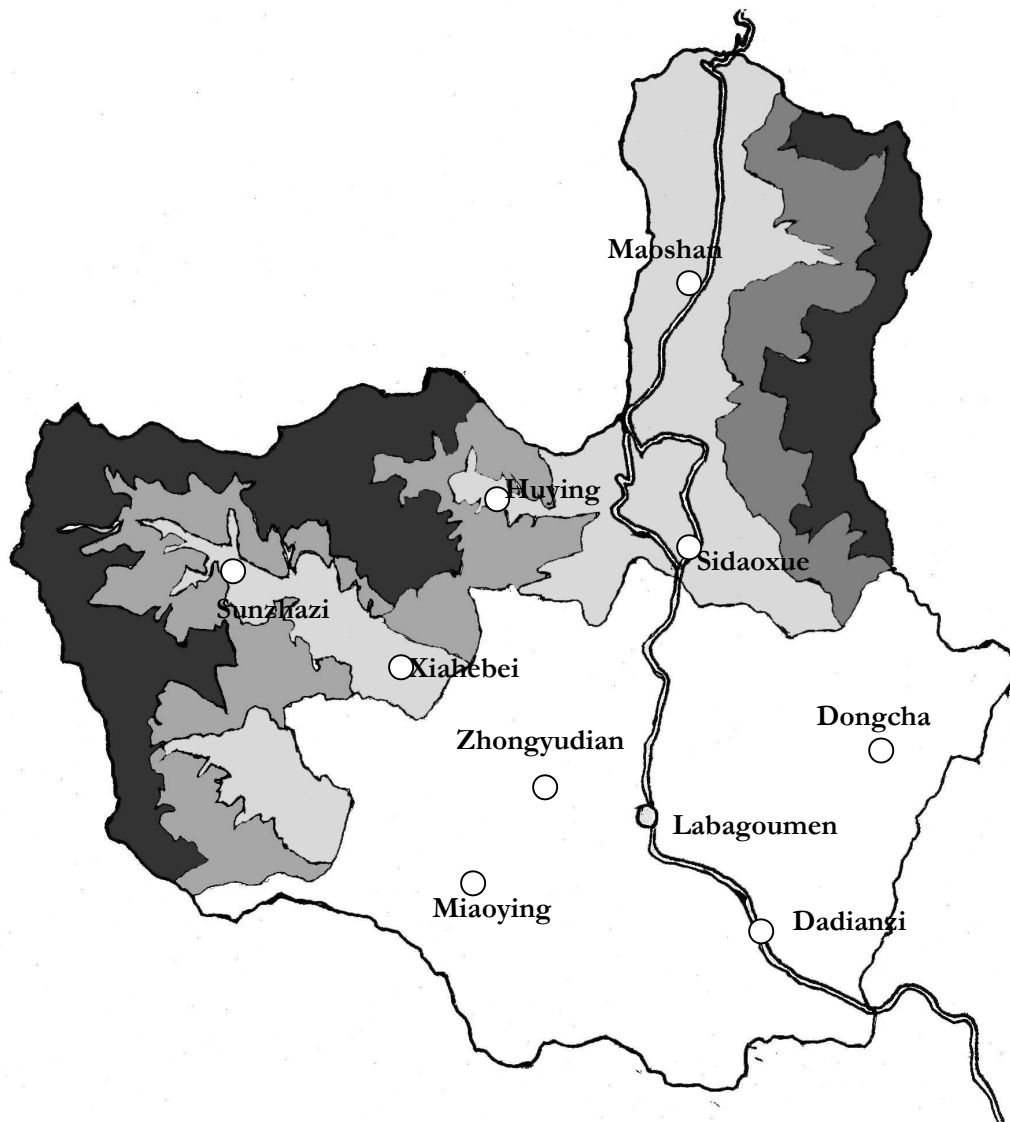 Maoshan
Huying
Sidaoxue
Sunzhazi
Xiahebei
Dongcha
Zhongyudian
Labagoumen
Miaoying
Dadianzi